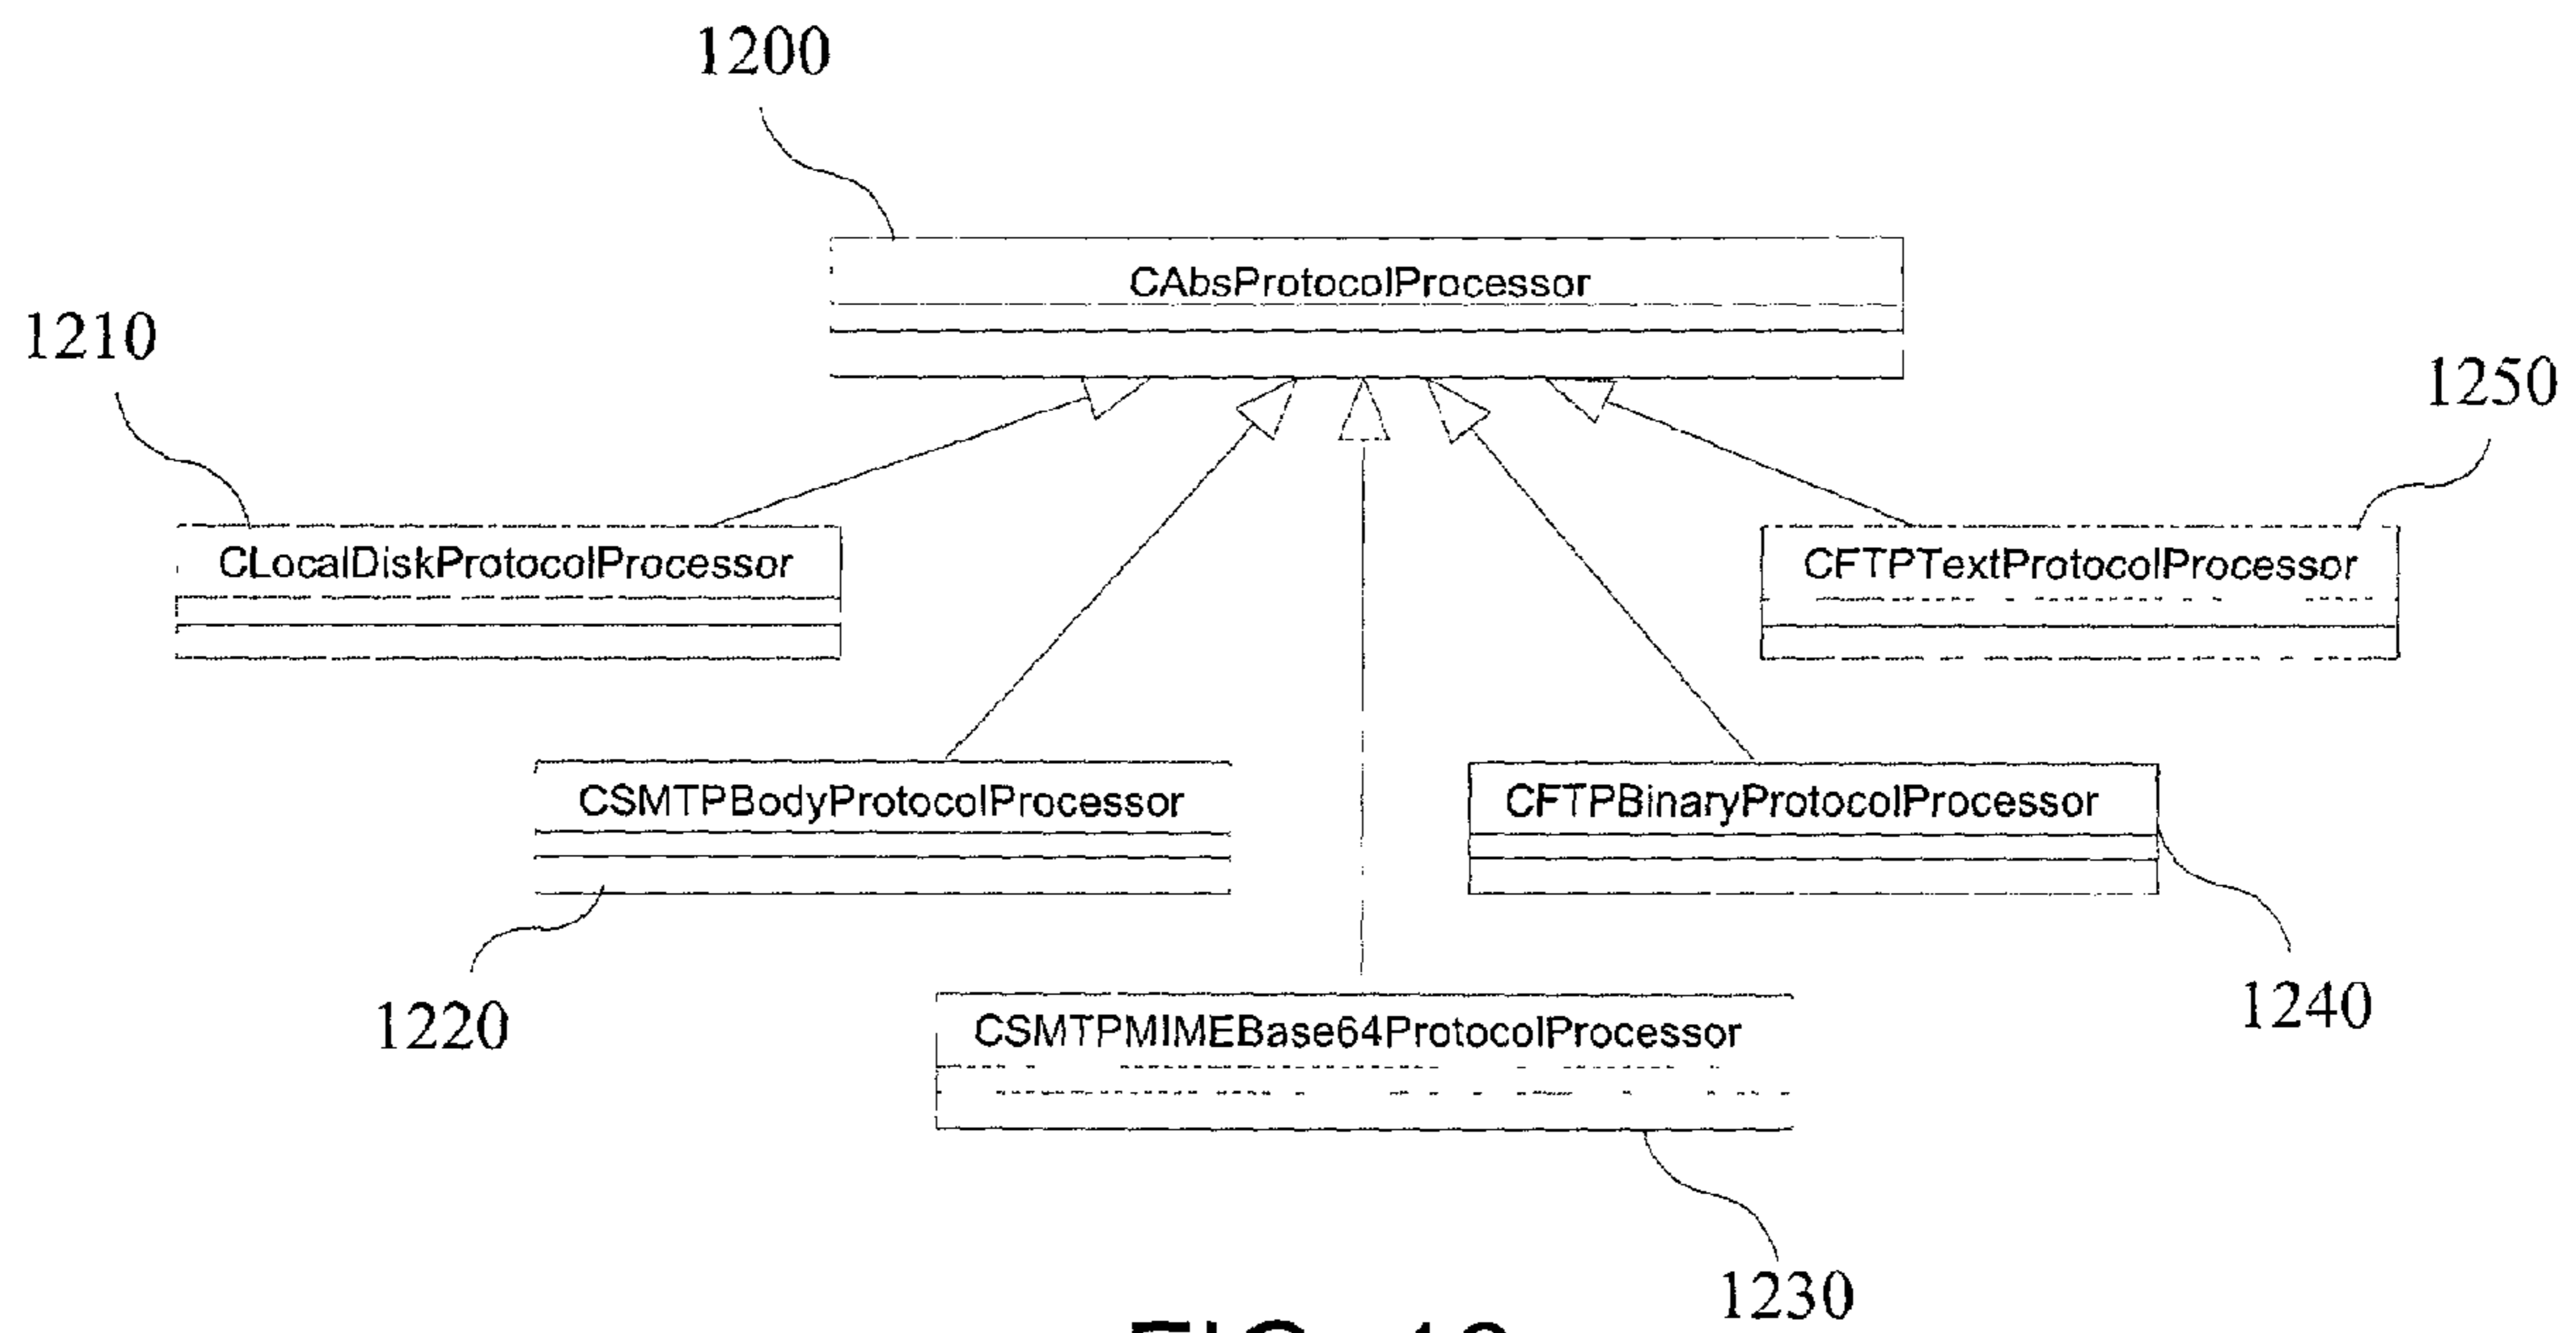 1200
CAbsProtocolProcessor
1210
1250
CLocalDiskProtocolProcessor
CFTPTextProtocolProcessor
CSMTPBodyProtocolProcessor
CFTPBinaryProtocolProcessor
1220
1240
CSMTPMIMEBase64ProtocolProcessor
1230